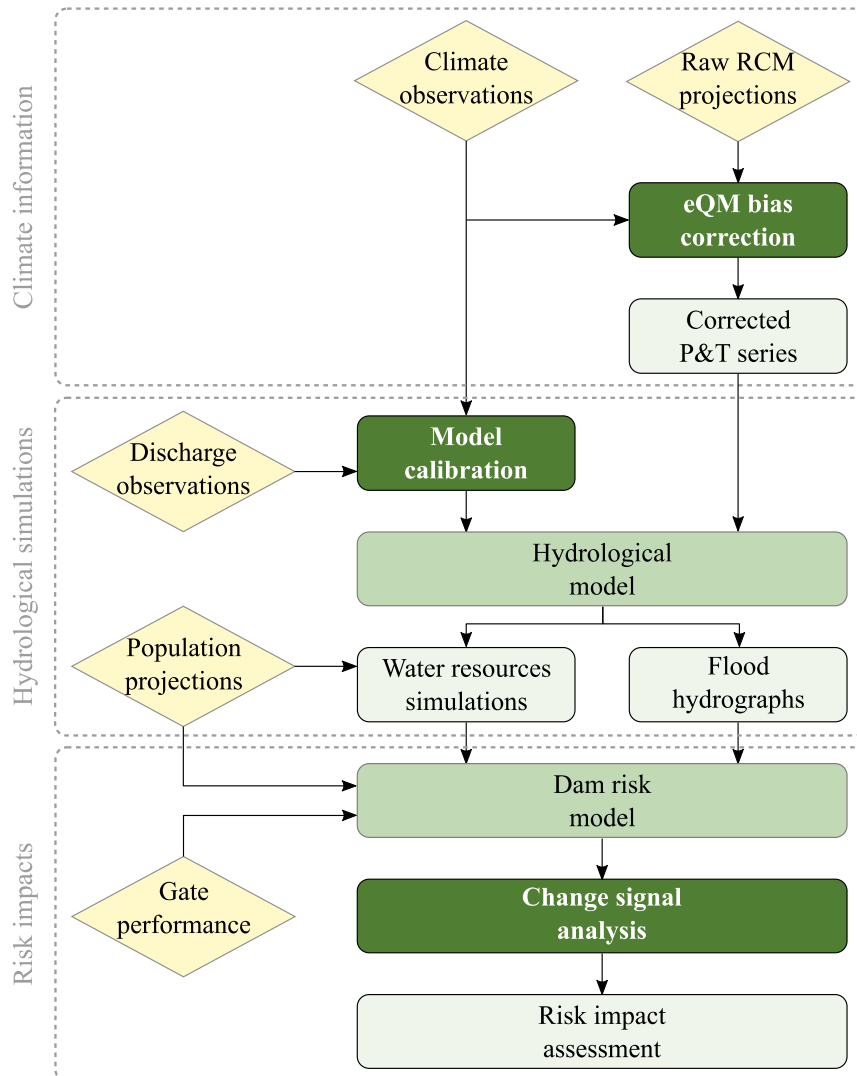 Climate information
Climate
observations
Raw RCM
projections
eQM bias
correction
Corrected
P&T series
Hydrological simulations
Discharge
observations
Model
calibration
Hydrological
model
Population
projections
Water resources
simulations
Flood
hydrographs
Risk impacts
Dam risk
model
Gate
performance
Change signal
analysis
Risk impact
assessment